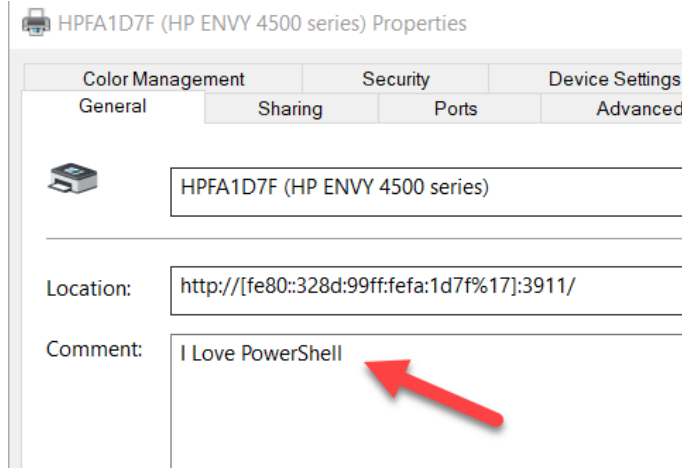 HPFA1D7F (HP ENVY 4500 series) Properties
Color Management Security Device Settings
General Sharing Ports Advanced
HPFA1D7F (HP ENVY 4500 series)
Location: http://[fe80::328d:99ff:fefa:1d7f%17]:3911/
Comment: I Love PowerShell